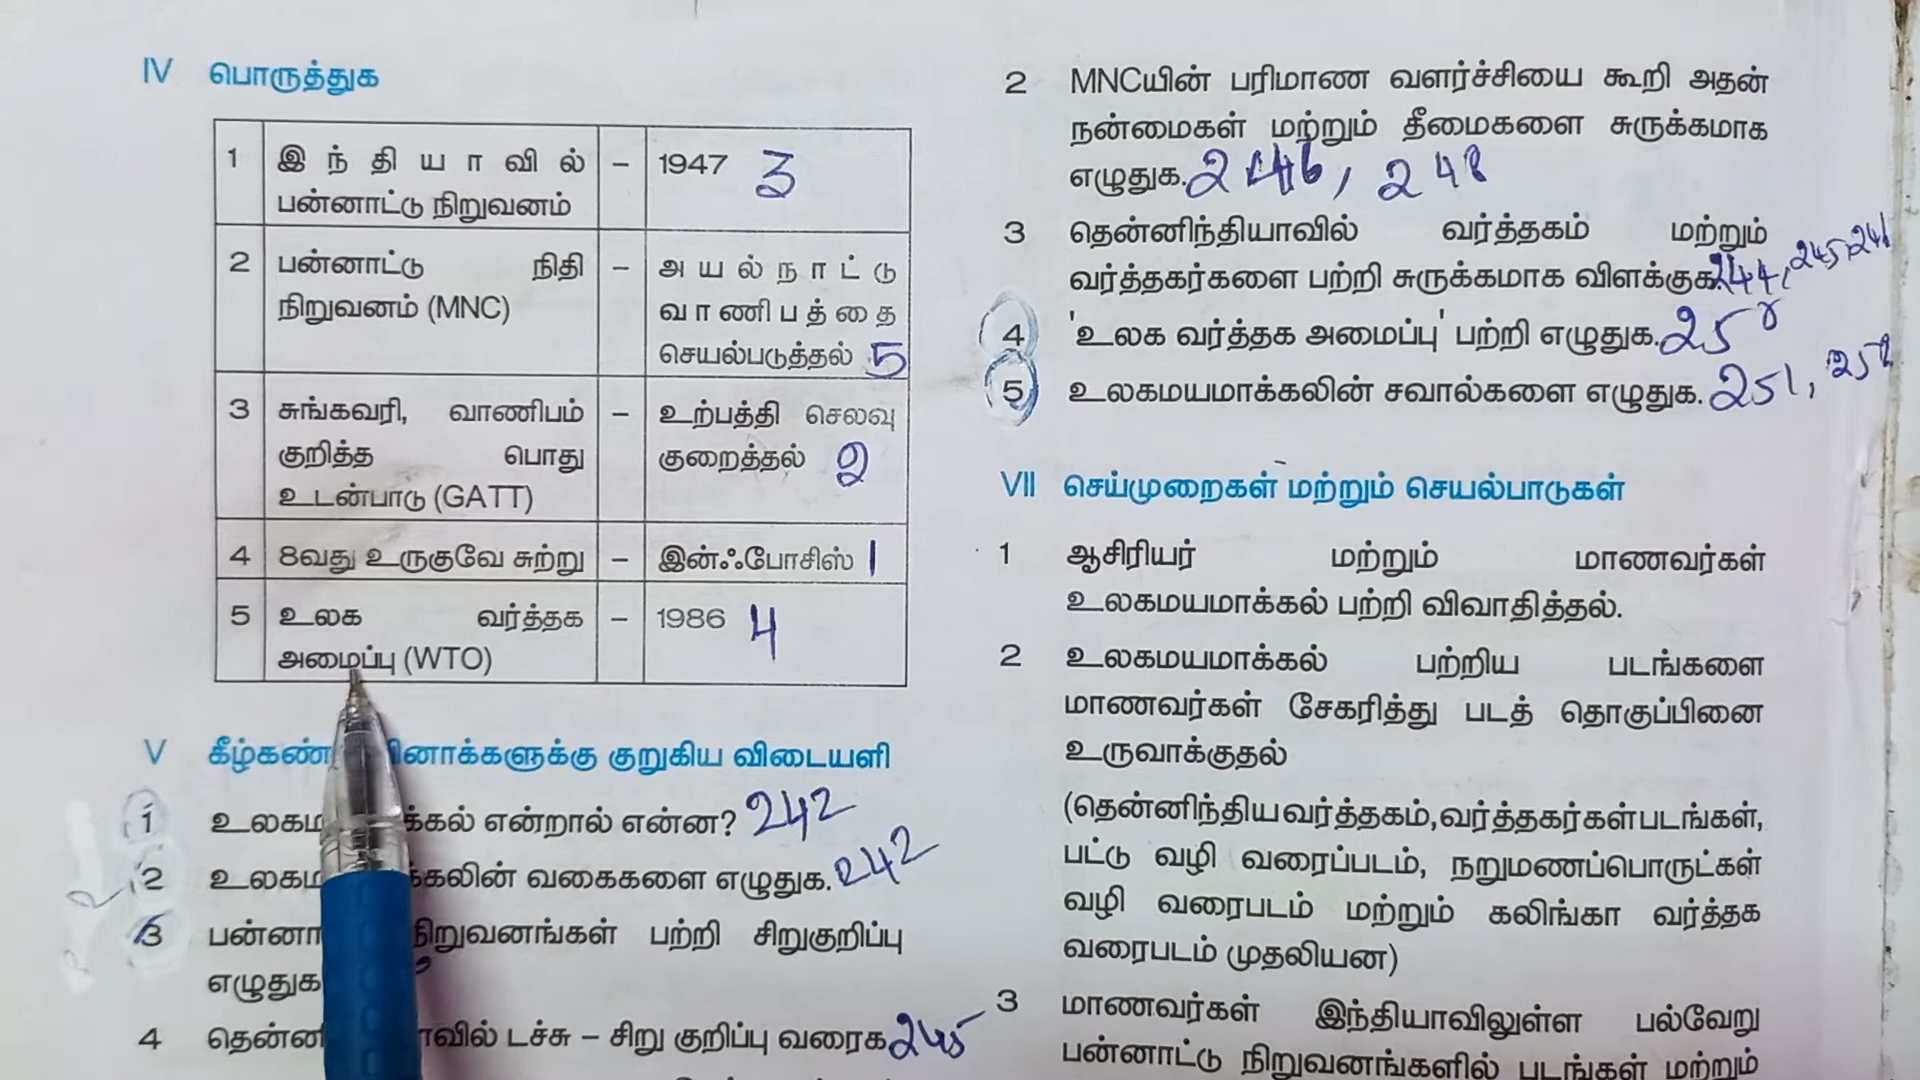 IV பொருத்துக
1 இந்தியாவில் – 1947 3
பன்னாட்டு நிறுவனம்
2 பன்னாட்டு நிதி – அயல்நாட்டு
நிறுவனம் (MNC) வாணிபத்தை
செயல்படுத்தல் 5
3 சுங்கவரி, வாணிபம் – உற்பத்தி செலவு
குறித்த பொது குறைத்தல் 2
உடன்பாடு (GATT)
4 8வது உருகுவே சுற்று – இன்ஃபோசிஸ் 1
5 உலக வர்த்தக – 1986 4
அமைப்பு (WTO)
V வினாக்களுக்கு குறுகிய விடையளி
1 என்றால் என்ன? 242
2 வகைகளை எழுதுக. 242
3 நிறுவனங்கள் பற்றி சிறுகுறிப்பு
எழுதுக
4 டச்சு – சிறு குறிப்பு வரைக 245
2 MNCயின் பரிமாண வளர்ச்சியை கூறி அதன்
நன்மைகள் மற்றும் தீமைகளை சுருக்கமாக
எழுதுக. 246, 248
3 தென்னிந்தியாவில் வர்த்தகம் மற்றும்
வர்த்தகர்களை பற்றி சுருக்கமாக விளக்குக. 244, 245, 246
4 'உலக வர்த்தக அமைப்பு' பற்றி எழுதுக.
5 உலகமயமாக்கலின் சவால்களை எழுதுக. 251, 252
VII செய்முறைகள் மற்றும் செயல்பாடுகள்
1 ஆசிரியர் மற்றும் மாணவர்கள்
உலகமயமாக்கல் பற்றி விவாதித்தல்.
2 உலகமயமாக்கல் பற்றிய படங்களை
மாணவர்கள் சேகரித்து படத் தொகுப்பினை
உருவாக்குதல்
(தென்னிந்திய வர்த்தகம், வர்த்தகர்கள் படங்கள்,
பட்டு வழி வரைப்படம், நறுமணப்பொருட்கள்
வழி வரைபடம் மற்றும் கலிங்கா வர்த்தக
வரைபடம் முதலியன)
3 மாணவர்கள் இந்தியாவிலுள்ள பல்வேறு
பன்னாட்டு நிறுவனங்களில் படங்கள் மற்றும்